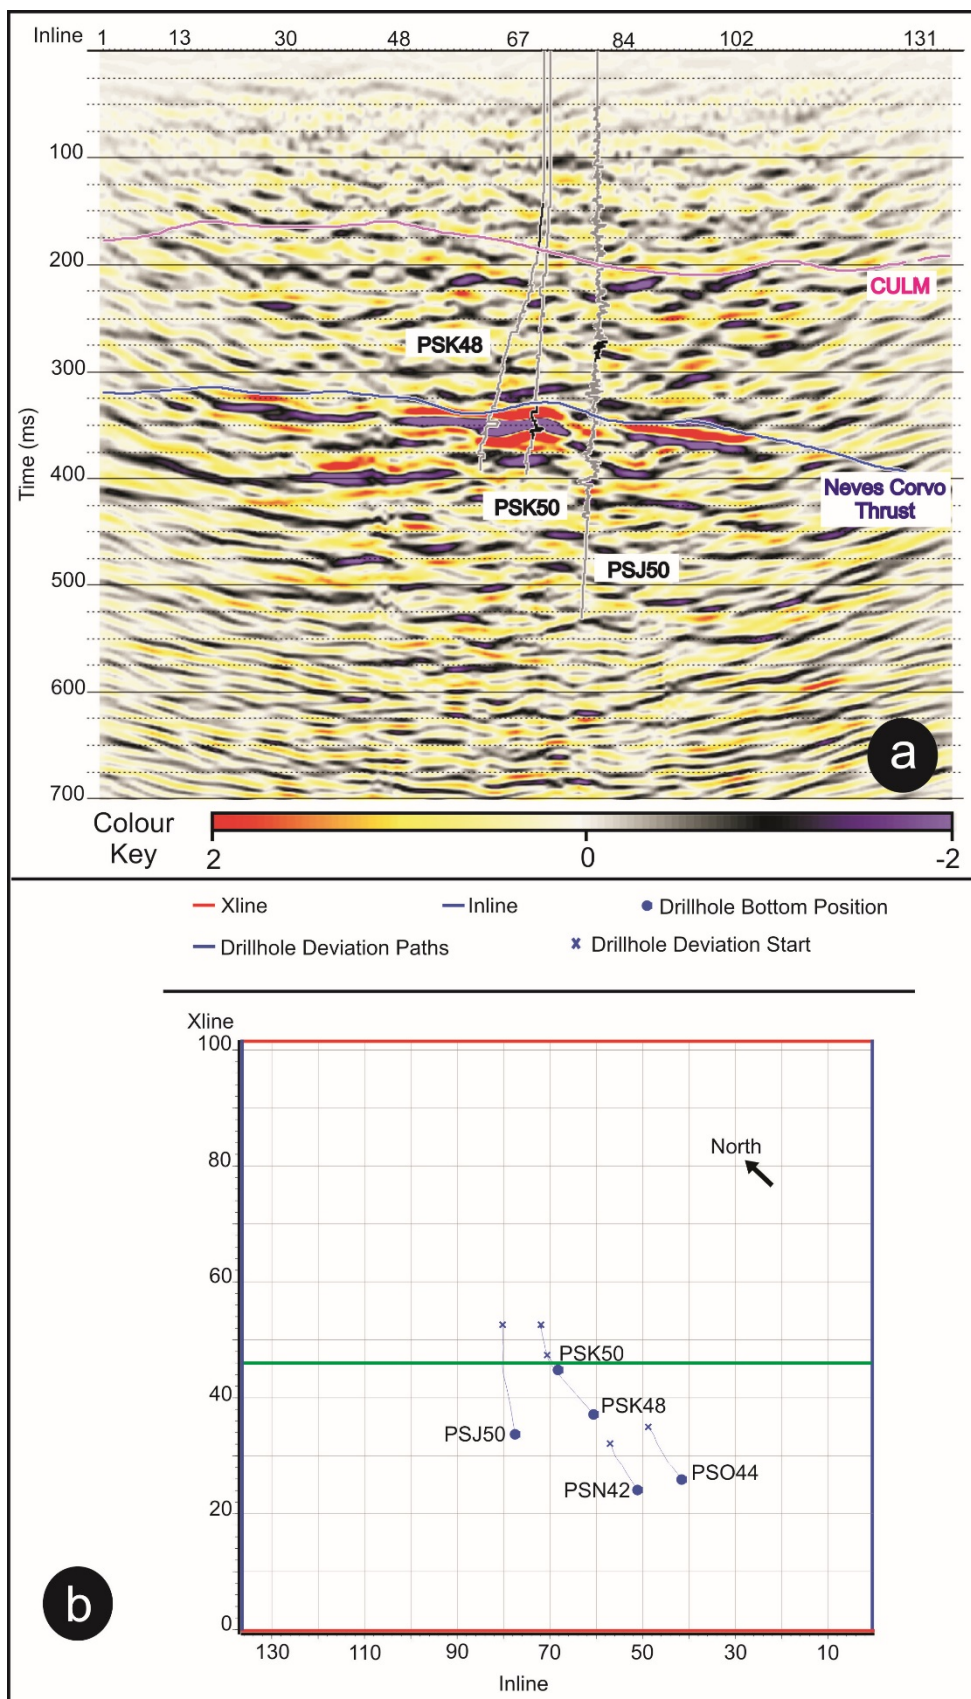 Inline 1 13 30 48 67 84 102 131
100
200
CULM
PSK48
300
Time (ms)
400
Neves Corvo
Thrust
PSK50
PSJ50
500
600
a
700
Colour
Key
2 0 -2
Xline Inline Drillhole Bottom Position
Drillhole Deviation Paths x Drillhole Deviation Start
Xline
100
North
80
60
PSK50
40
PSK48
PSJ50
PSO44
PSN42
20
b
0
130 110 90 70 50 30 10
Inline